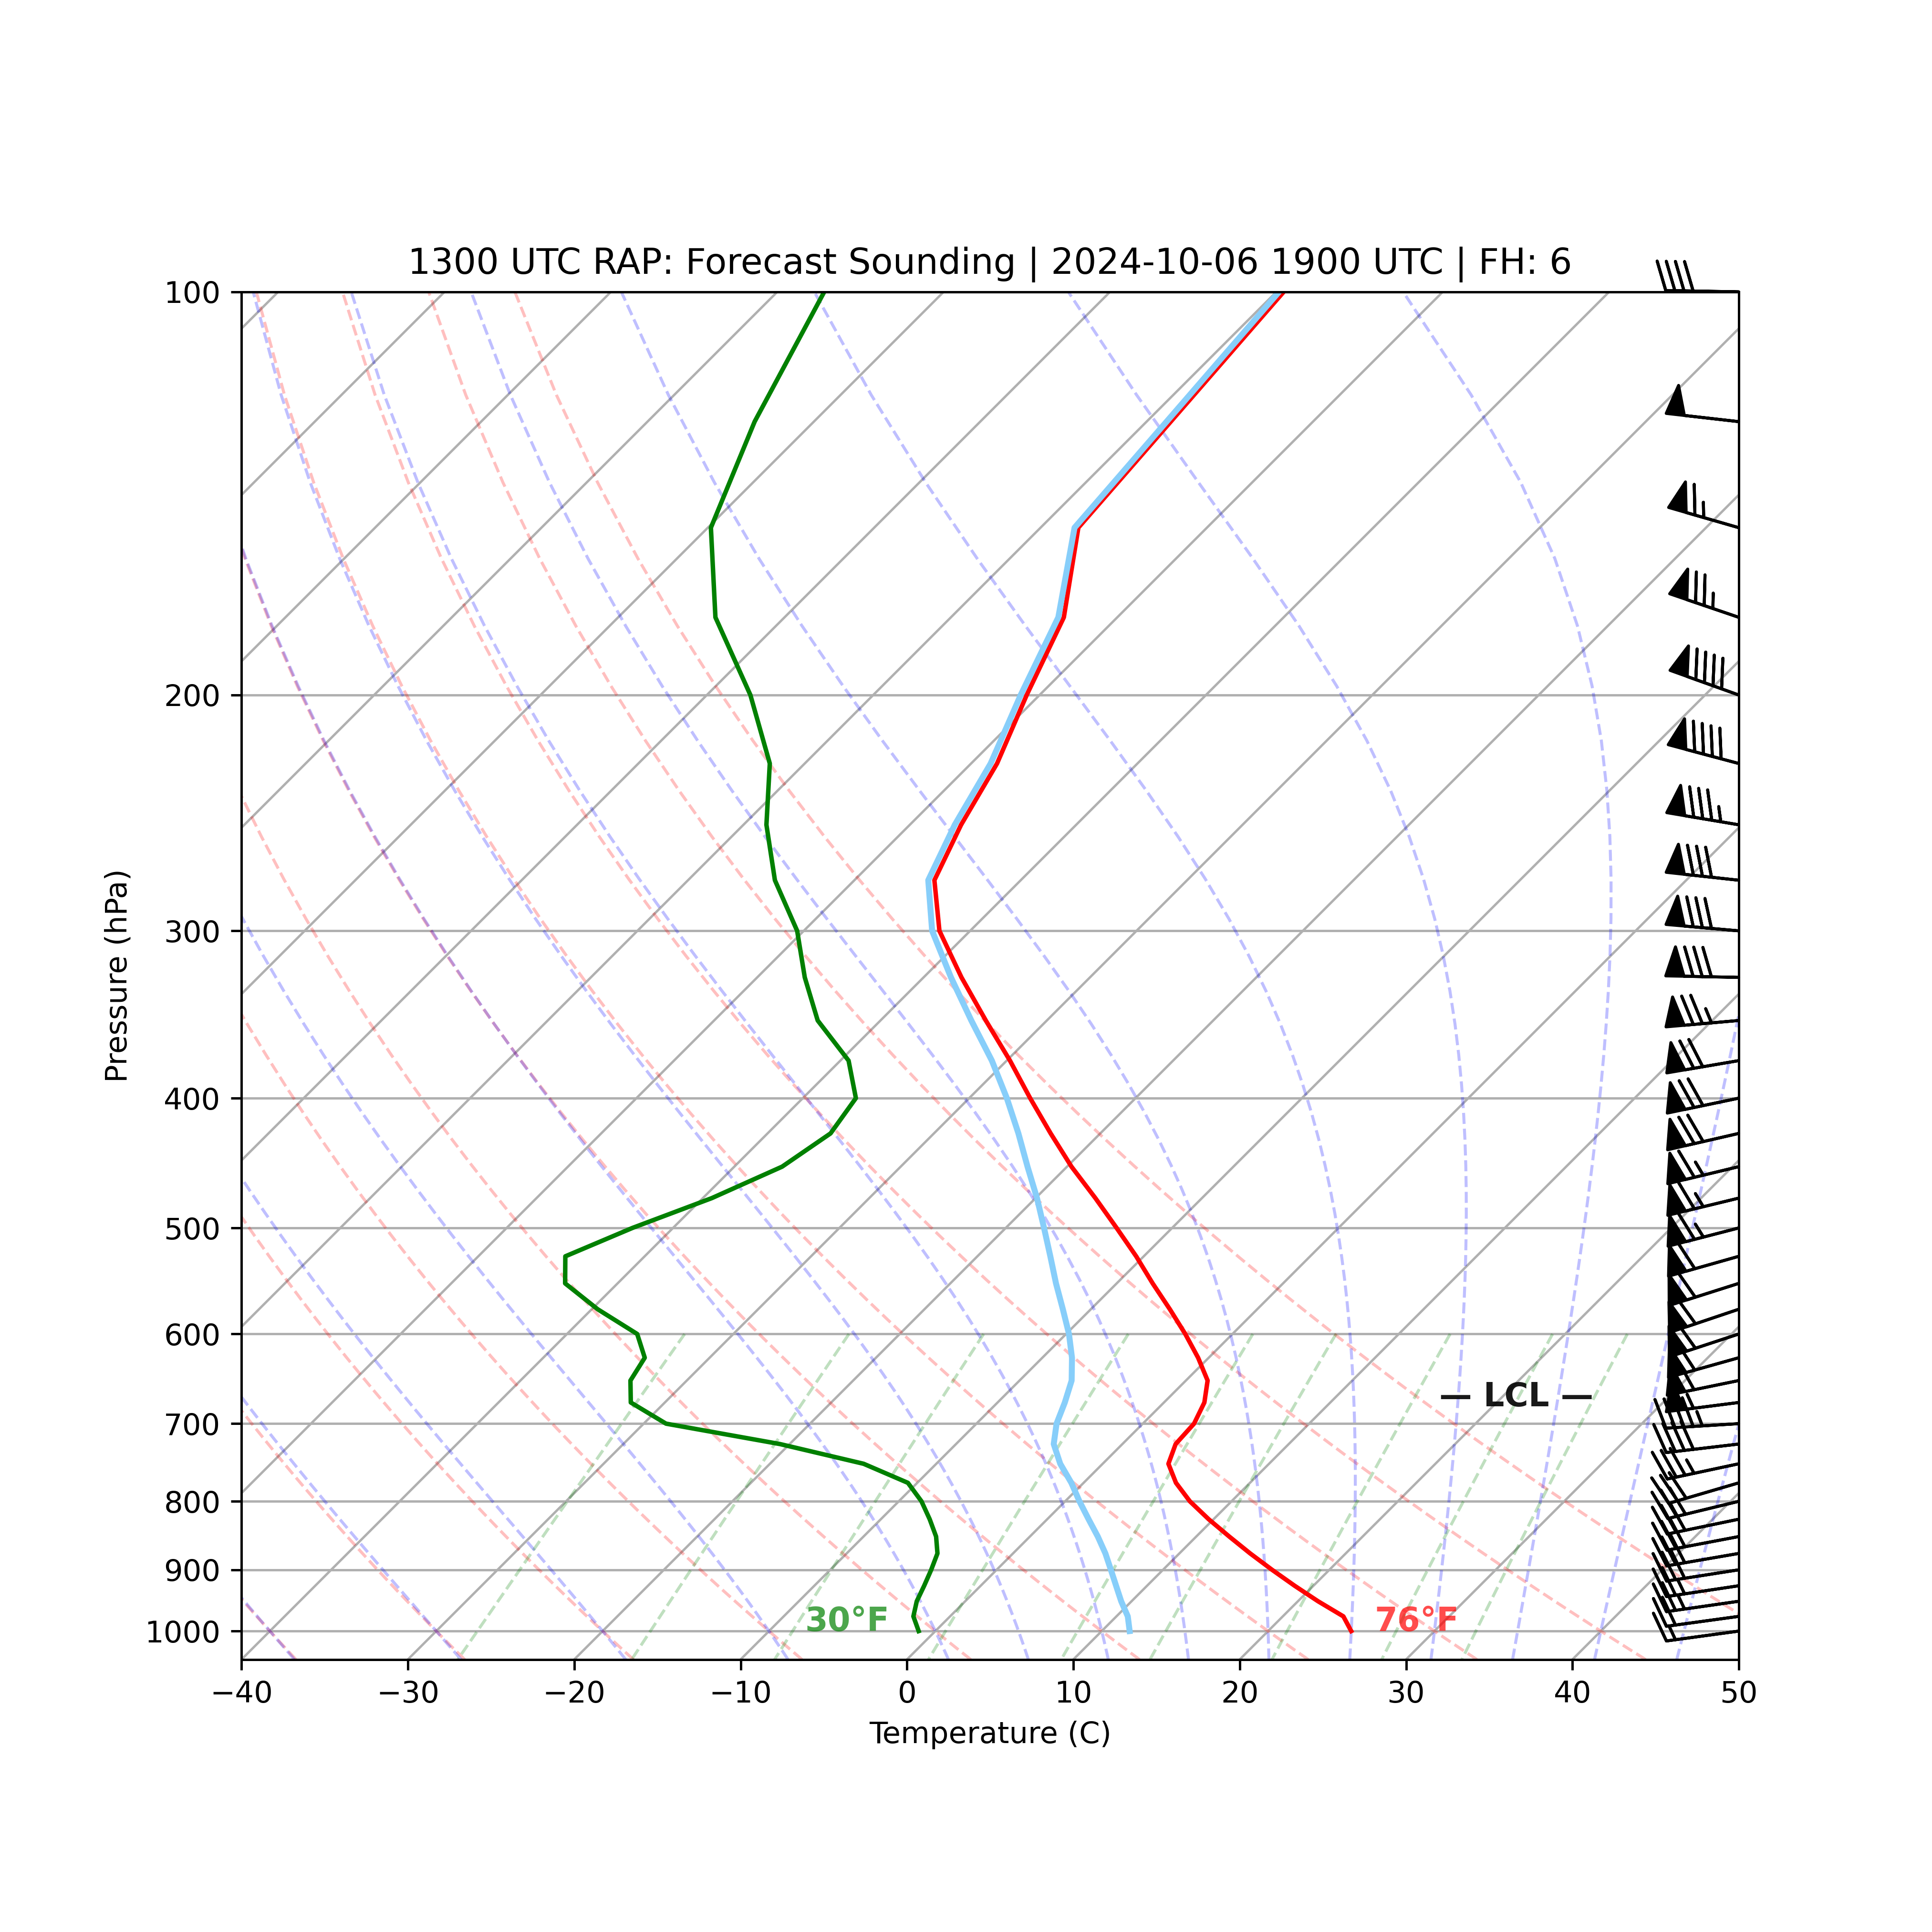 1300 UTC RAP: Forecast Sounding | 2024-10-06 1900 UTC | FH: 6
100
200
300
400
500
600
700
800
900
1000
Pressure (hPa)
— LCL —
30°F
76°F
−40 −30 −20 −10 0 10 20 30 40 50
Temperature (C)